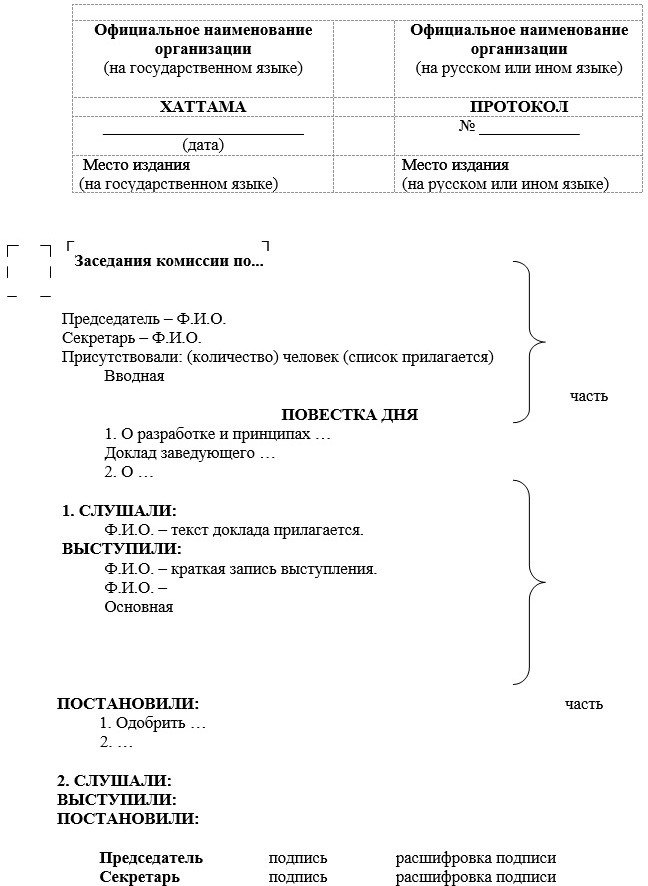 Официальное наименование
организации
(на государственном языке)
Официальное наименование
организации
(на русском или ином языке)
ХАТТАМА
ПРОТОКОЛ
_________________________
(дата)
№ ____________
Место издания
(на государственном языке)
Место издания
(на русском или ином языке)
Заседания комиссии по...
Председатель – Ф.И.О.
Секретарь – Ф.И.О.
Присутствовали: (количество) человек (список прилагается)
Вводная
часть
ПОВЕСТКА ДНЯ
1. О разработке и принципах …
Доклад заведующего …
2. О …
1. СЛУШАЛИ:
Ф.И.О. – текст доклада прилагается.
ВЫСТУПИЛИ:
Ф.И.О. – краткая запись выступления.
Ф.И.О. –
Основная
ПОСТАНОВИЛИ: часть
1. Одобрить …
2. …
2. СЛУШАЛИ:
ВЫСТУПИЛИ:
ПОСТАНОВИЛИ:
Председатель подпись расшифровка подписи
Секретарь подпись расшифровка подписи